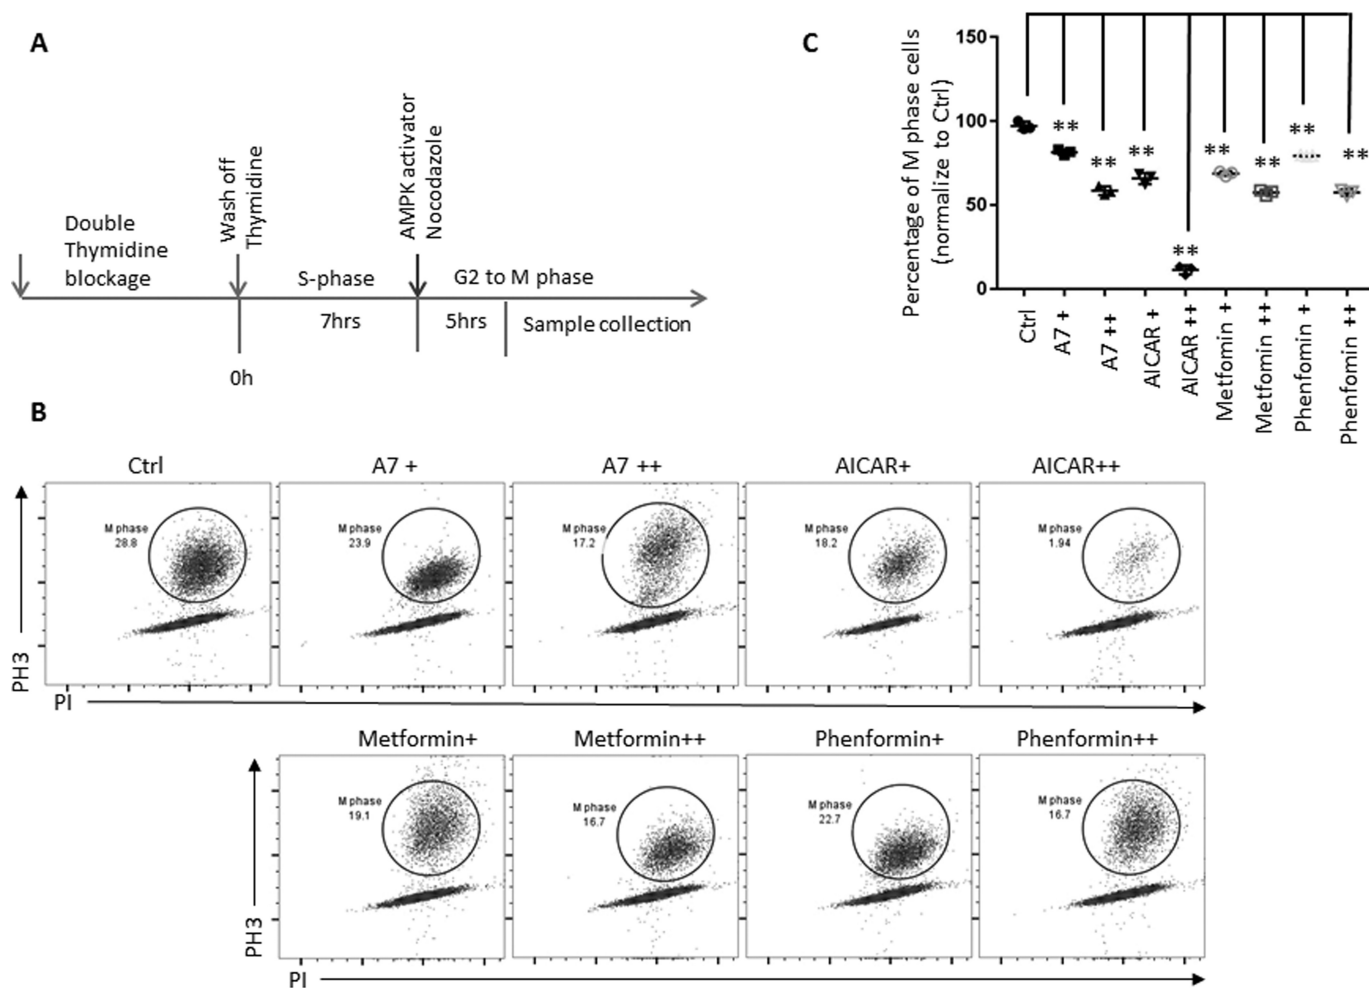 A
Double
Thymidine
blockage
Wash off
Thymidine
AMPK activator
Nocodazole
S-phase
G2 to M phase
7hrs
5hrs
Sample collection
0h
C
Percentage of M phase cells
(normalize to Ctrl)
150
100
50
0
**
**
**
**
**
**
**
**
Ctrl
A7 +
A7 ++
AICAR +
AICAR ++
Metfomin +
Metfomin ++
Phenfomin +
Phenfomin ++
B
Ctrl
A7 +
A7 ++
AICAR+
AICAR++
M phase
28.8
M phase
23.9
M phase
17.2
M phase
18.2
M phase
1.94
PH3
PI
Metformin+
Metformin++
Phenformin+
Phenformin++
M phase
19.1
M phase
16.7
M phase
22.7
M phase
16.7
PH3
PI